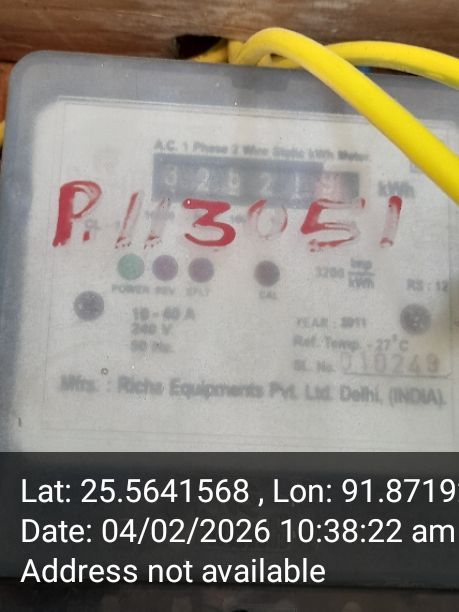 A.C. 1 Phase 2 Wire Static kWh Meter
kWh
P.113051
POWER REV EPLT CAL
3200 imp/kWh
10 - 60 A
240 V
50 Hz.
RS : 12
YEAR : 2011
Ref. Temp. - 27°C
SL. No. 010249
Mfrs. : Richa Equipments Pvt. Ltd. Delhi, (INDIA).
Lat: 25.5641568 , Lon: 91.8719
Date: 04/02/2026 10:38:22 am
Address not available